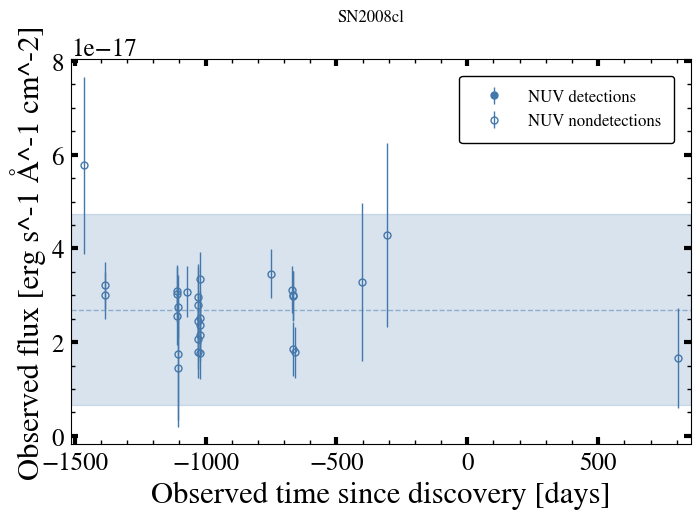 SN2008cl
1e−17
NUV detections
NUV nondetections
8
6
4
2
0
Observed flux [erg s^-1 Å^-1 cm^-2]
−1500 −1000 −500 0 500
Observed time since discovery [days]